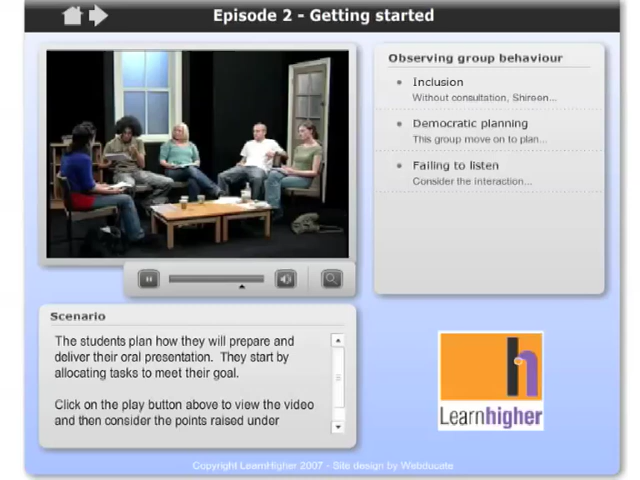 Episode 2 - Getting started
Observing group behaviour
Inclusion
Without consultation, Shireen...
Democratic planning
This group move on to plan...
Failing to listen
Consider the interaction...
Scenario
The students plan how they will prepare and
deliver their oral presentation. They start by
allocating tasks to meet their goal.
Click on the play button above to view the video
and then consider the points raised under
Learnhigher
Copyright LearnHigher 2007 - Site design by Webducate